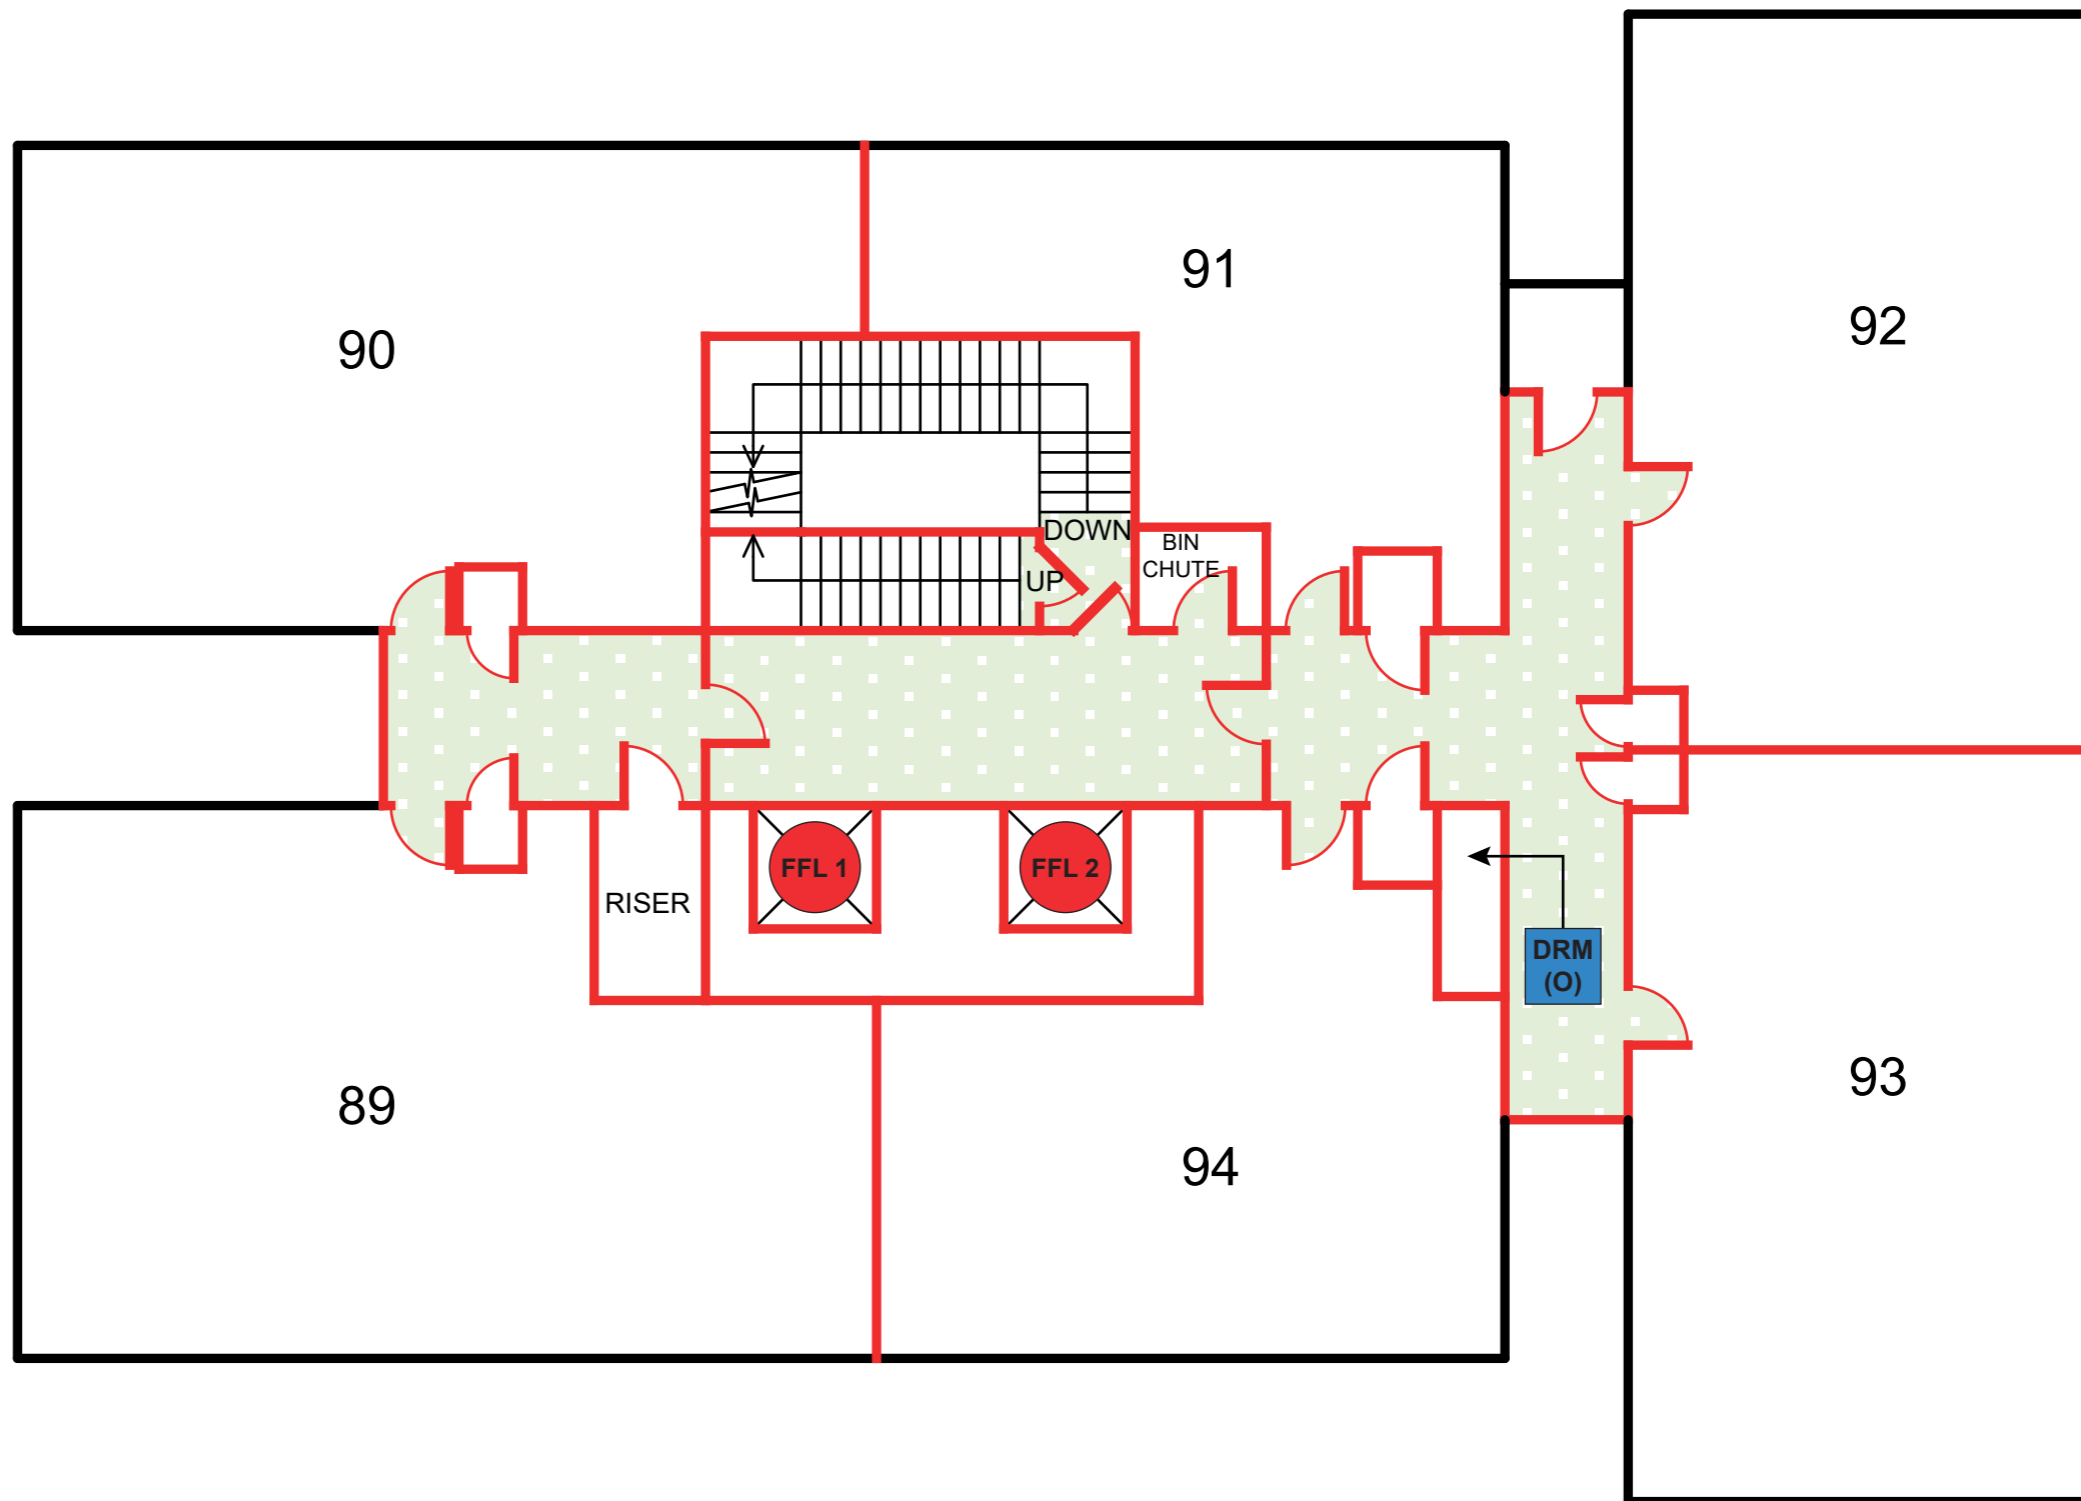 91
92
90
DOWN
BIN
CHUTE
UP
FFL 1
FFL 2
RISER
DRM
(O)
93
89
94